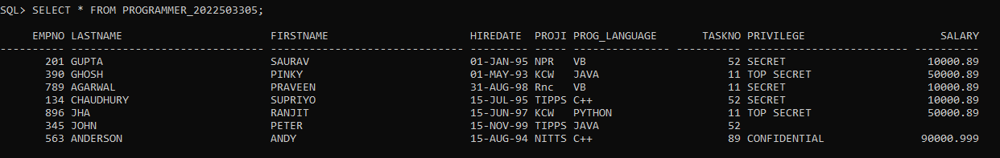 SQL> SELECT * FROM PROGRAMMER_2022503305;
EMPNO LASTNAME FIRSTNAME HIREDATE PROJI PROG_LANGUAGE TASKNO PRIVILEGE SALARY
---------- ------------------------------ ------------------------------ --------- ----- --------------- ---------- ------------------------- ----------
201 GUPTA SAURAV 01-JAN-95 NPR VB 52 SECRET 10000.89
390 GHOSH PINKY 01-MAY-93 KCW JAVA 11 TOP SECRET 50000.89
789 AGARWAL PRAVEEN 31-AUG-98 Rnc VB 11 SECRET 10000.89
134 CHAUDHURY SUPRIYO 15-JUL-95 TIPPS C++ 52 SECRET 10000.89
896 JHA RANJIT 15-JUN-97 KCW PYTHON 11 TOP SECRET 50000.89
345 JOHN PETER 15-NOV-99 TIPPS JAVA 52
563 ANDERSON ANDY 15-AUG-94 NITTS C++ 89 CONFIDENTIAL 90000.999